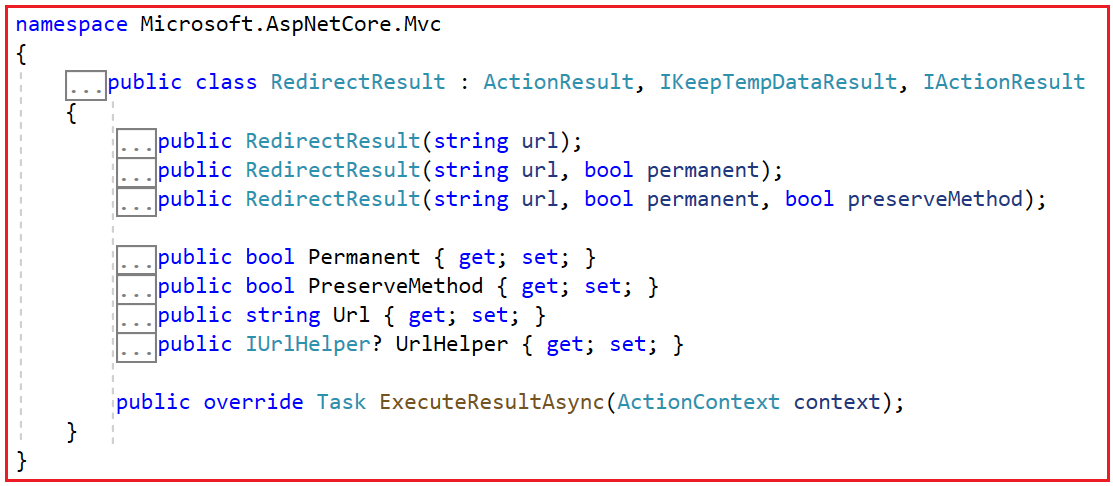 namespace Microsoft.AspNetCore.Mvc
{
...public class RedirectResult : ActionResult, IKeepTempDataResult, IActionResult
{
...public RedirectResult(string url);
...public RedirectResult(string url, bool permanent);
...public RedirectResult(string url, bool permanent, bool preserveMethod);
...public bool Permanent { get; set; }
...public bool PreserveMethod { get; set; }
...public string Url { get; set; }
...public IUrlHelper? UrlHelper { get; set; }
public override Task ExecuteResultAsync(ActionContext context);
}
}